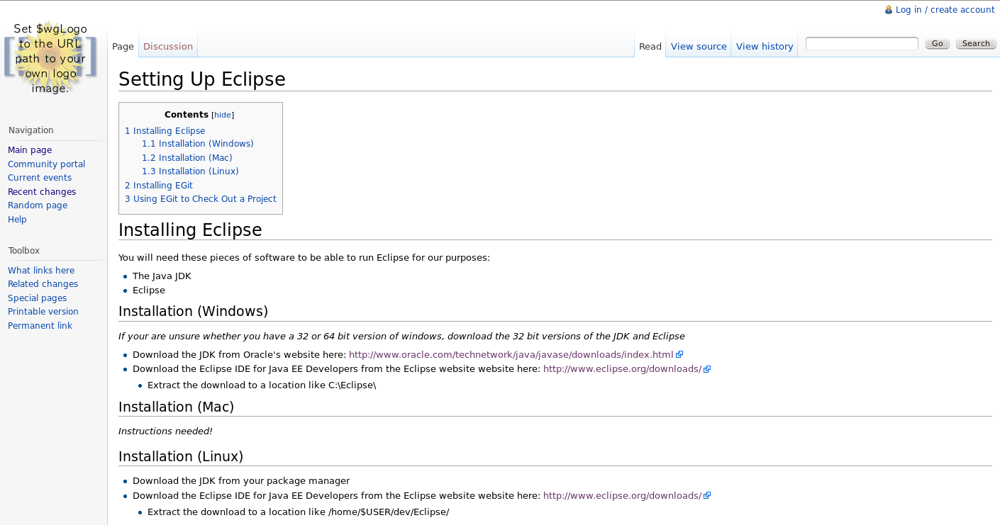 Log in / create account
Set $wgLogo
to the URL
path to your
own logo
image.
Page Discussion Read View source View history Go Search
Setting Up Eclipse
Contents [hide]
1 Installing Eclipse
1.1 Installation (Windows)
1.2 Installation (Mac)
1.3 Installation (Linux)
2 Installing EGit
3 Using EGit to Check Out a Project
Navigation
Main page
Community portal
Current events
Recent changes
Random page
Help
Toolbox
What links here
Related changes
Special pages
Printable version
Permanent link
Installing Eclipse
You will need these pieces of software to be able to run Eclipse for our purposes:
The Java JDK
Eclipse
Installation (Windows)
If your are unsure whether you have a 32 or 64 bit version of windows, download the 32 bit versions of the JDK and Eclipse
Download the JDK from Oracle's website here: http://www.oracle.com/technetwork/java/javase/downloads/index.html
Download the Eclipse IDE for Java EE Developers from the Eclipse website website here: http://www.eclipse.org/downloads/
Extract the download to a location like C:\Eclipse\
Installation (Mac)
Instructions needed!
Installation (Linux)
Download the JDK from your package manager
Download the Eclipse IDE for Java EE Developers from the Eclipse website website here: http://www.eclipse.org/downloads/
Extract the download to a location like /home/$USER/dev/Eclipse/